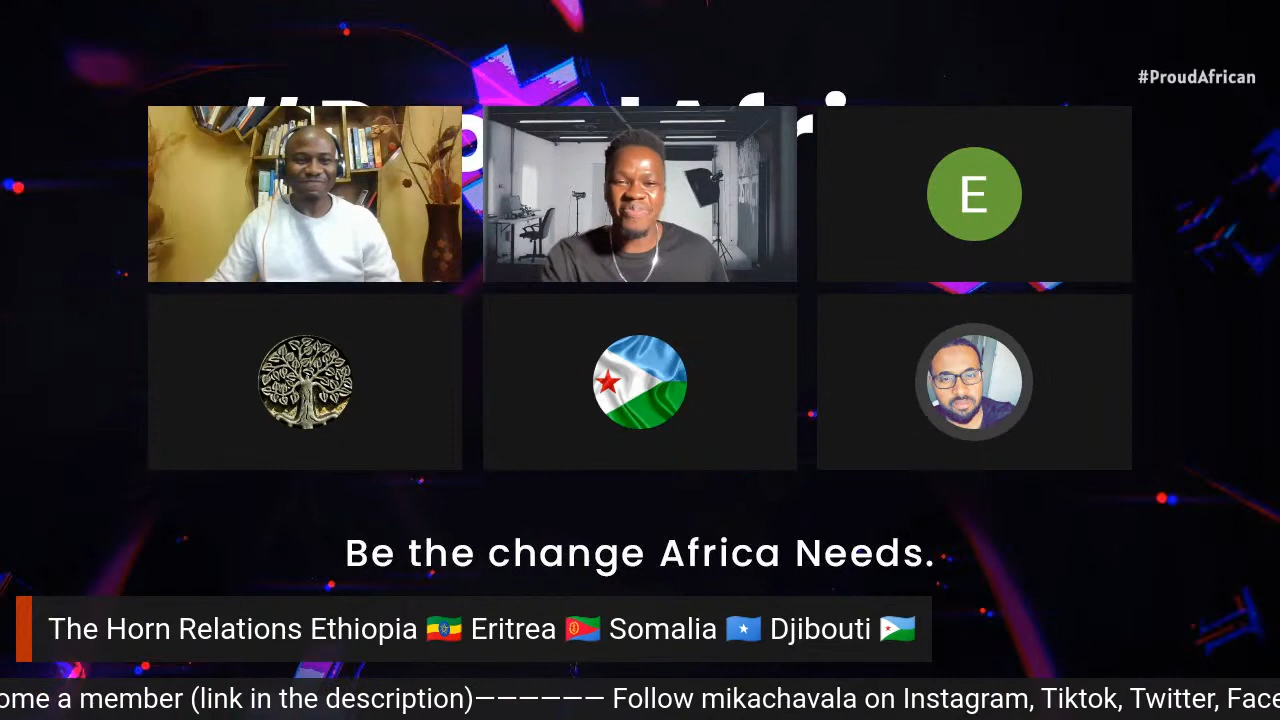 #ProudAfrican
E
Be the change Africa Needs.
The Horn Relations Ethiopia 🇪🇹 Eritrea 🇪🇷 Somalia 🇸🇴 Djibouti 🇩🇯
ome a member (link in the description)—————— Follow mikachavala on Instagram, Tiktok, Twitter, Face